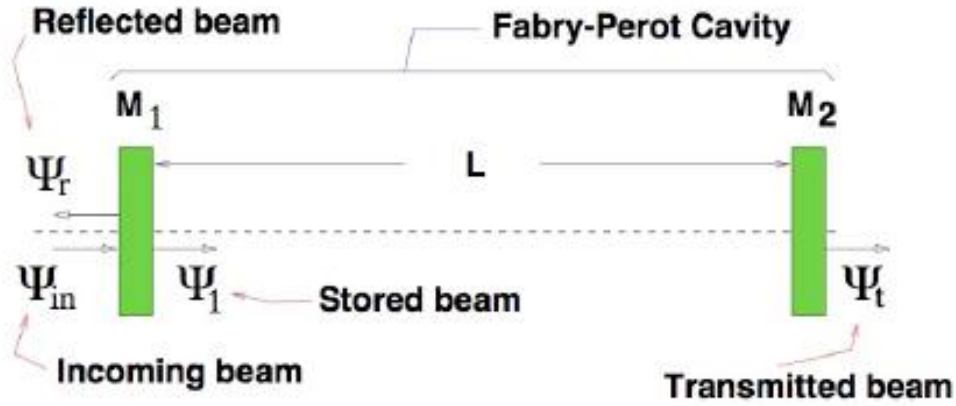 Reflected beam
Fabry-Perot Cavity
M1
M2
L
Ψr
Ψin
Ψ1
Ψt
Stored beam
Incoming beam
Transmitted beam